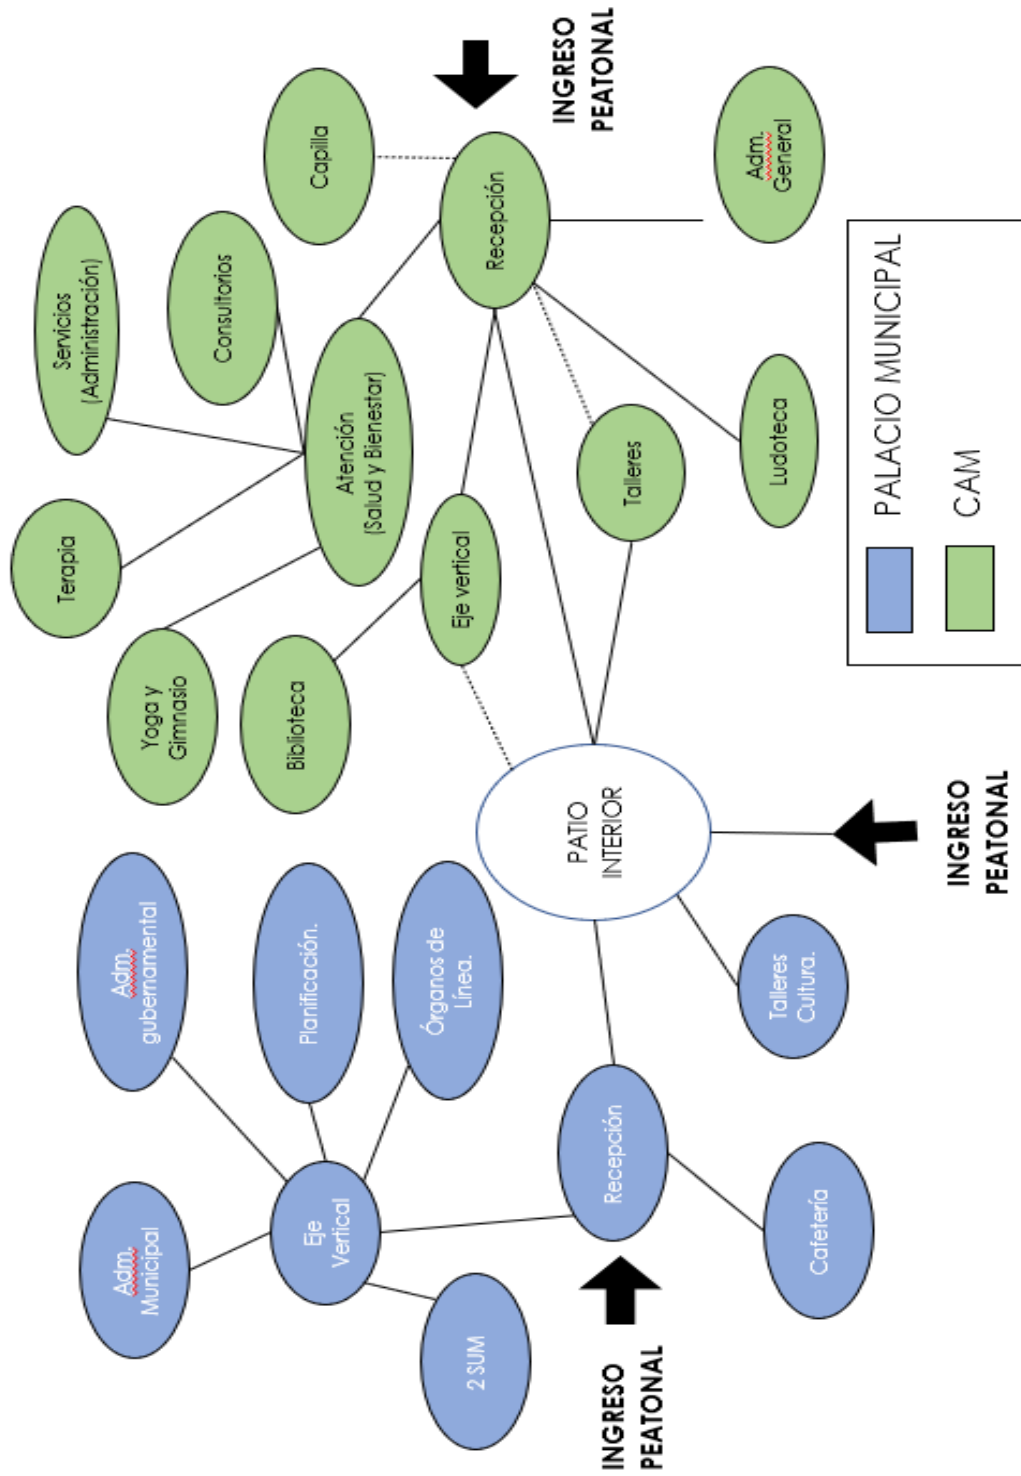 Adm.
Municipal
Adm.
gubernamental
Yoga y
Gimnasio
Terapia
Servicios
(Administración)
Planificación.
Biblioteca
Consultorios
Capilla
Eje
Vertical
Órganos de
Línea.
Atención
(Salud y Bienestar)
2 SUM
Eje vertical
Recepción
INGRESO
PEATONAL
Recepción
PATIO
INTERIOR
Talleres
INGRESO
PEATONAL
Cafetería
Talleres
Cultura.
Ludoteca
Adm.
General
INGRESO
PEATONAL
PALACIO MUNICIPAL
CAM